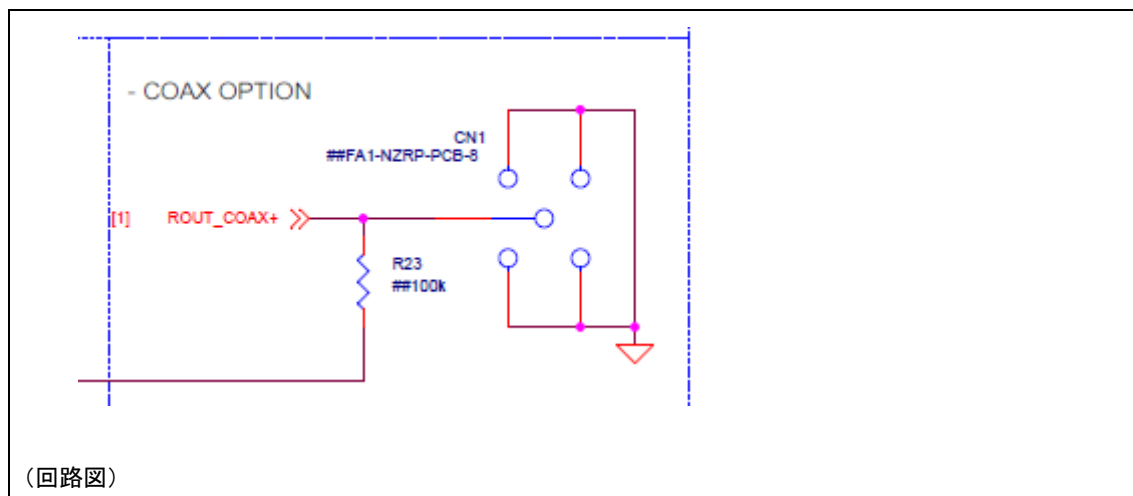 - COAX OPTION
CN1
##FA1-NZRP-PCB-8
[1] ROUT_COAX+
R23
##100k
（回路図）